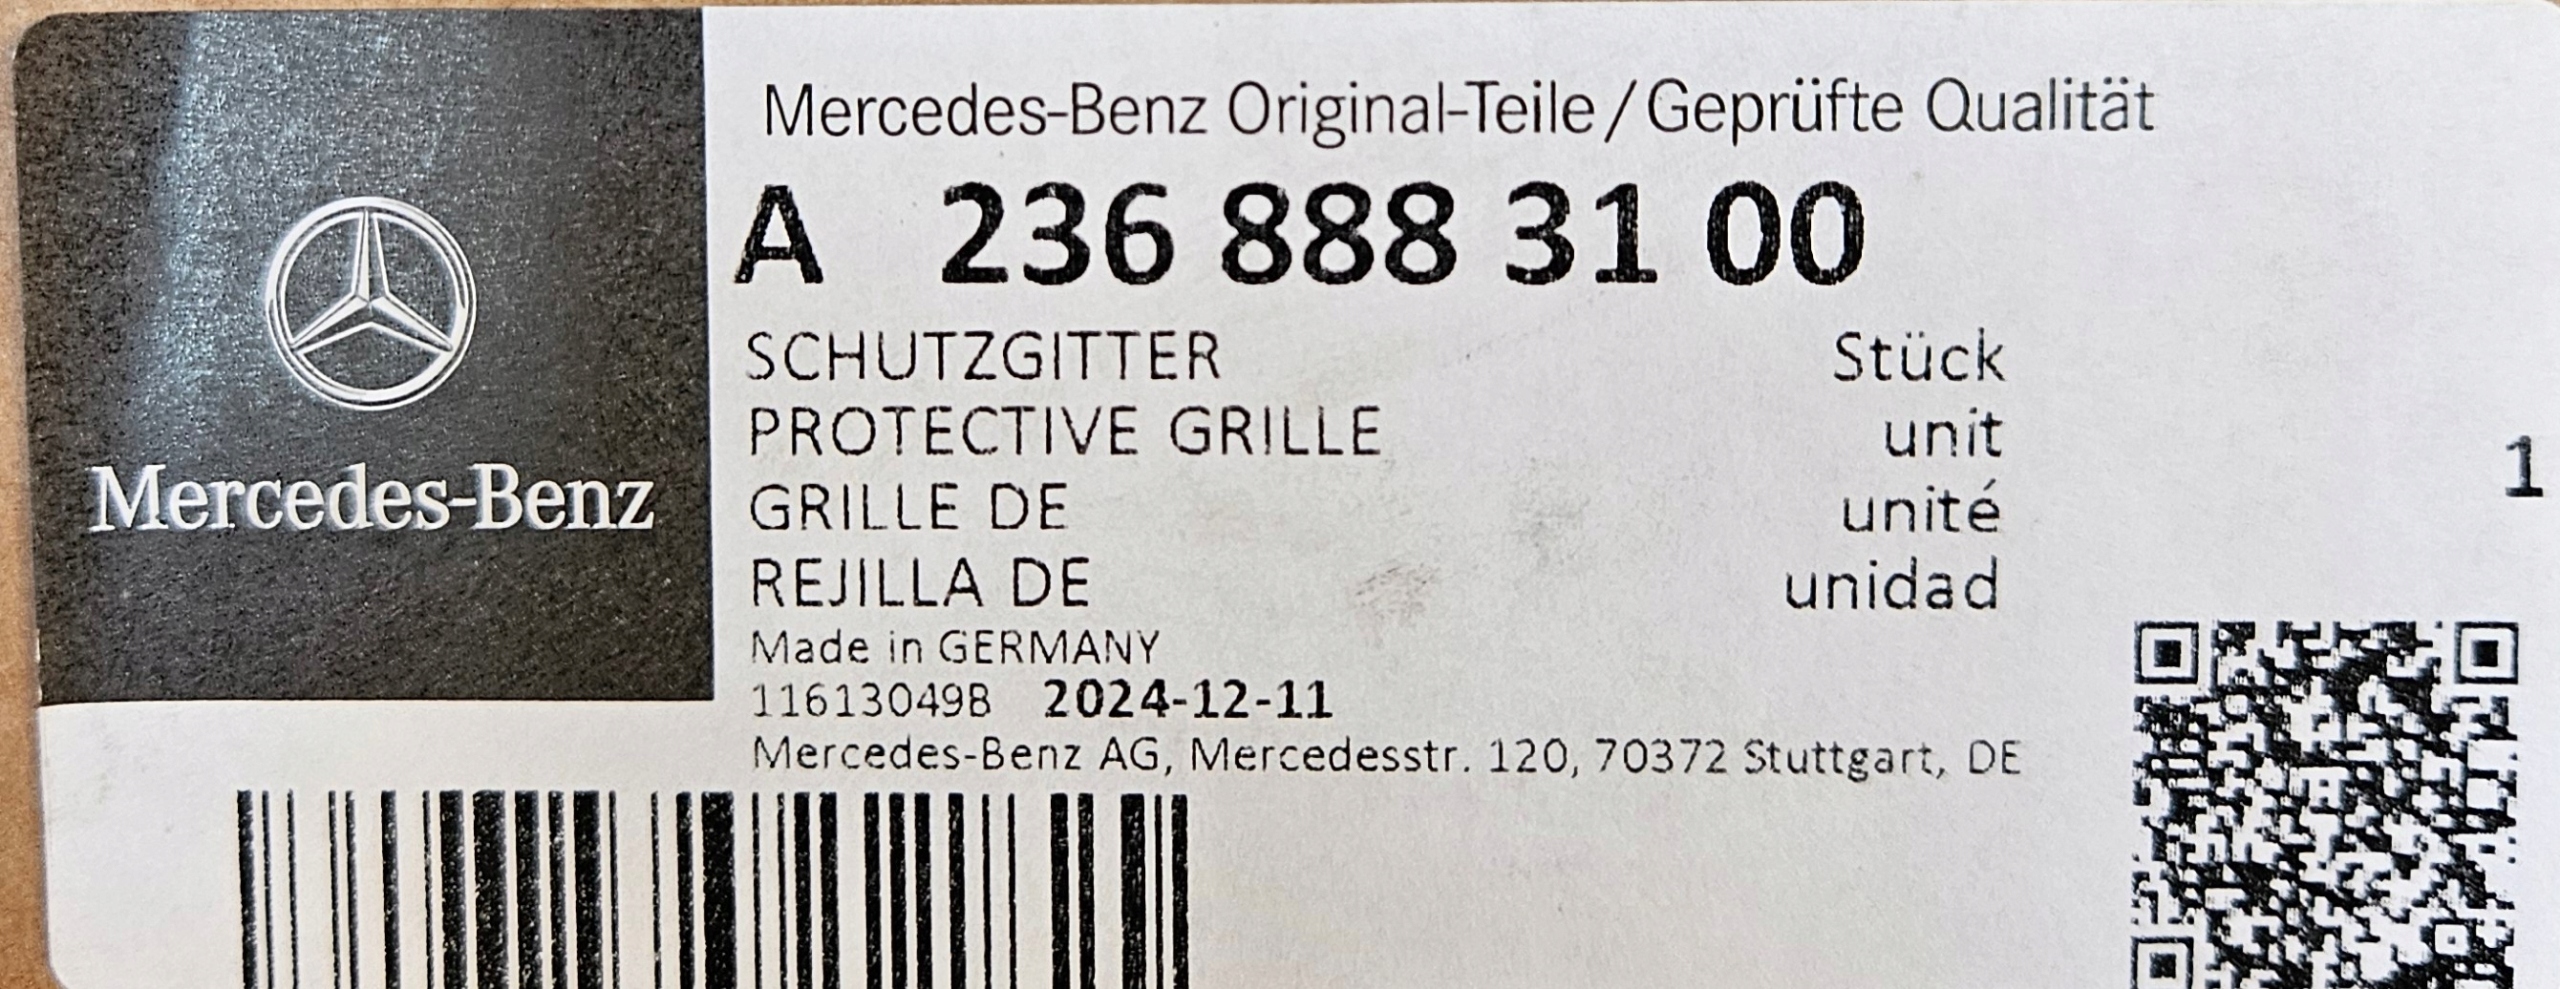 Mercedes-Benz
Mercedes-Benz Original-Teile/Geprüfte Qualität
A 236 888 31 00
SCHUTZGITTER Stück
PROTECTIVE GRILLE unit 1
GRILLE DE unité
REJILLA DE unidad
Made in GERMANY
116130498 2024-12-11
Mercedes-Benz AG, Mercedesstr. 120, 70372 Stuttgart, DE